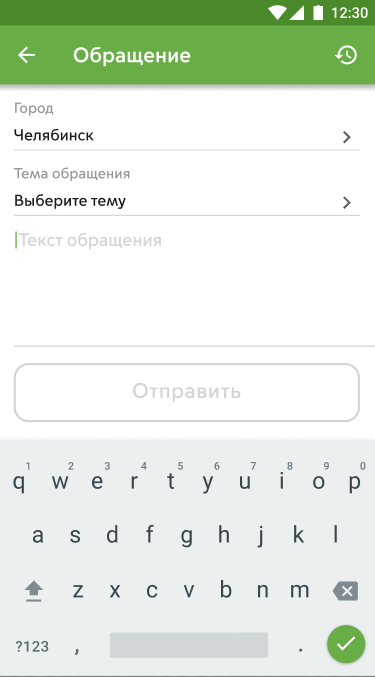 12:30
Обращение
Город
Челябинск
Тема обращения
Выберите тему
Текст обращения
Отправить
1 2 3 4 5 6 7 8 9 0
q w e r t y u i o p
a s d f g h j k l
z x c v b n m
?123 , .